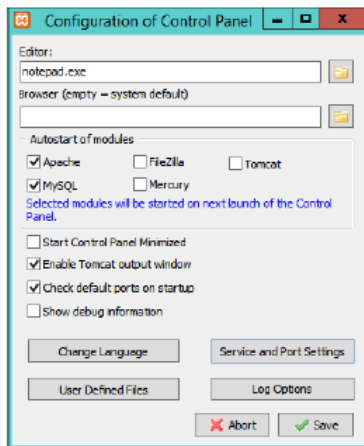 Configuration of Control Panel
Editor:
notepad.exe
Browser (empty = system default)
Autostart of modules
Apache FileZilla Tomcat
MySQL Mercury
Selected modules will be started on next launch of the Control
Panel.
Start Control Panel Minimized
Enable Tomcat output window
Check default ports on startup
Show debug information
Change Language Service and Port Settings
User Defined Files Log Options
Abort Save